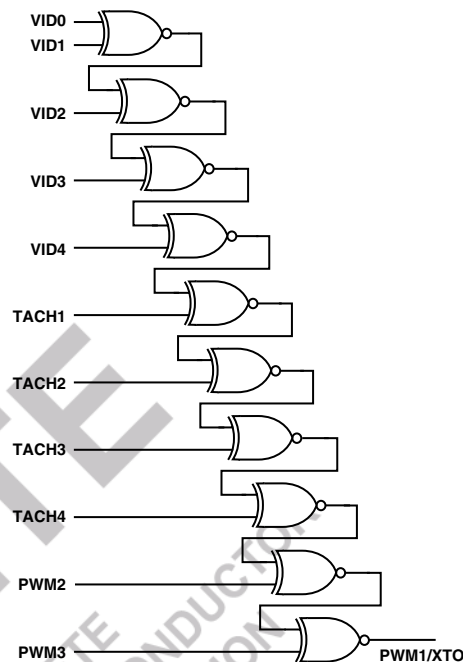 VID0
VID1
VID2
VID3
VID4
TACH1
TACH2
TACH3
TACH4
PWM2
PWM3
PWM1/XTO